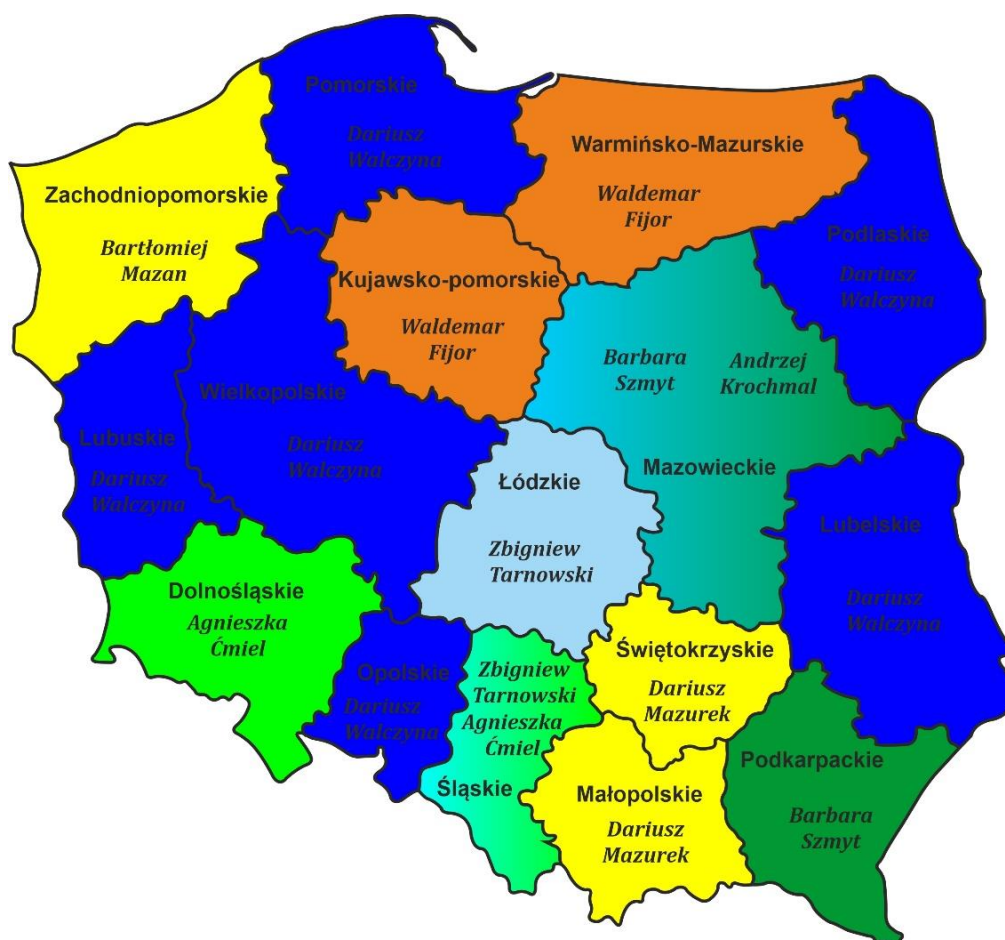 Pomorskie
Dariusz
Walczyna
Warmińsko-Mazurskie
Waldemar
Fijor
Zachodniopomorskie
Bartłomiej
Mazan
Podlaskie
Dariusz
Walczyna
Kujawsko-pomorskie
Waldemar
Fijor
Barbara
Szmyt
Andrzej
Krochmal
Mazowieckie
Wielkopolskie
Dariusz
Walczyna
Lubuskie
Dariusz
Walczyna
Łódzkie
Zbigniew
Tarnowski
Lubelskie
Dariusz
Walczyna
Dolnośląskie
Agnieszka
Ćmiel
Opolskie
Dariusz
Walczyna
Zbigniew
Tarnowski
Agnieszka
Ćmiel
Śląskie
Świętokrzyskie
Dariusz
Mazurek
Małopolskie
Dariusz
Mazurek
Podkarpackie
Barbara
Szmyt